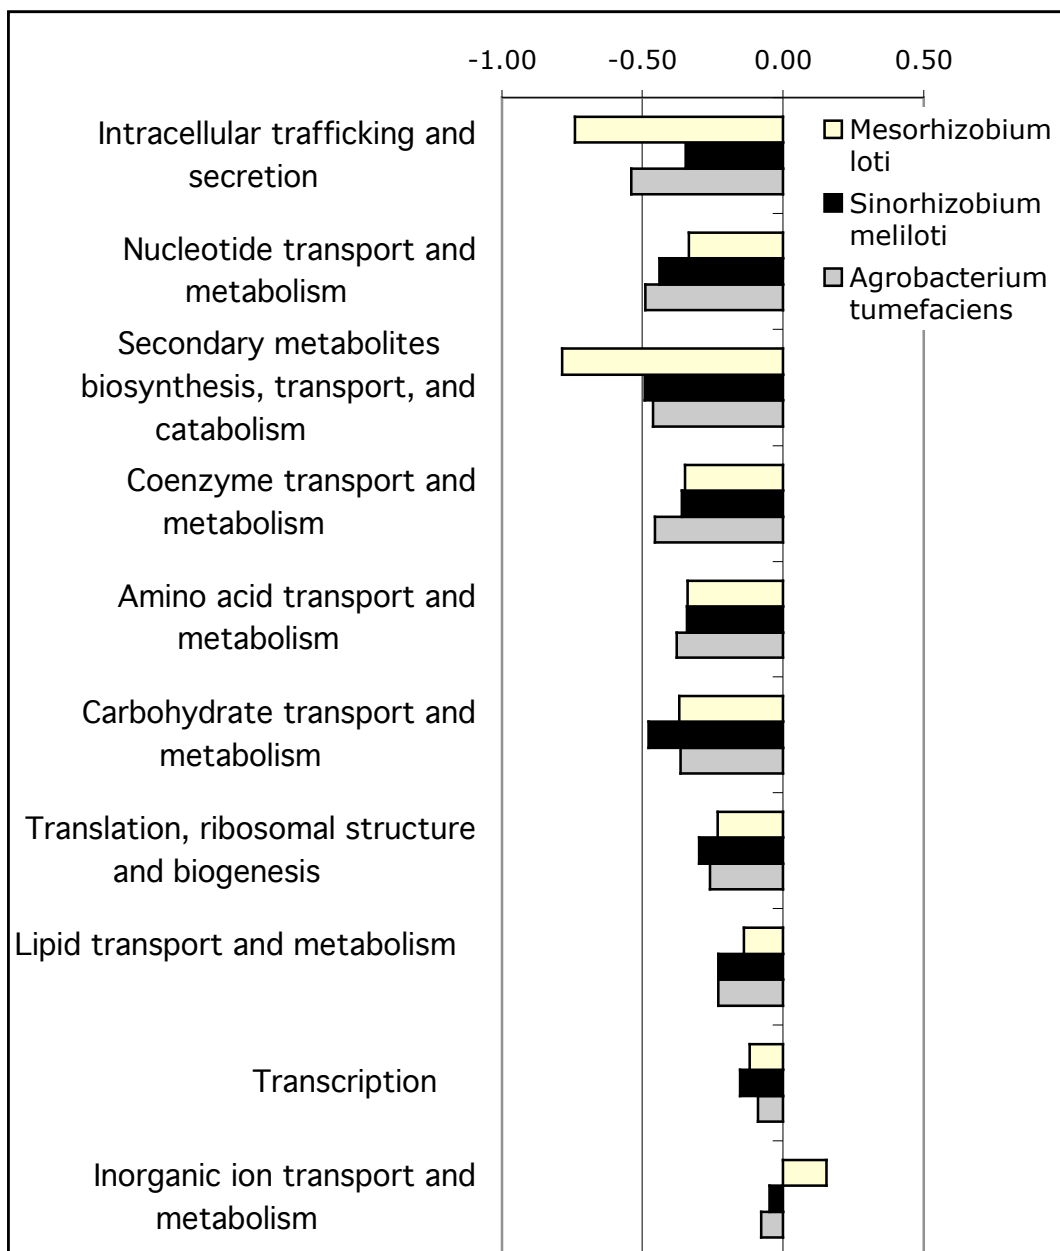 -1.00 -0.50 0.00 0.50
Intracellular trafficking and
secretion
Nucleotide transport and
metabolism
Secondary metabolites
biosynthesis, transport, and
catabolism
Coenzyme transport and
metabolism
Amino acid transport and
metabolism
Carbohydrate transport and
metabolism
Translation, ribosomal structure
and biogenesis
Lipid transport and metabolism
Transcription
Inorganic ion transport and
metabolism
Mesorhizobium
loti
Sinorhizobium
meliloti
Agrobacterium
tumefaciens